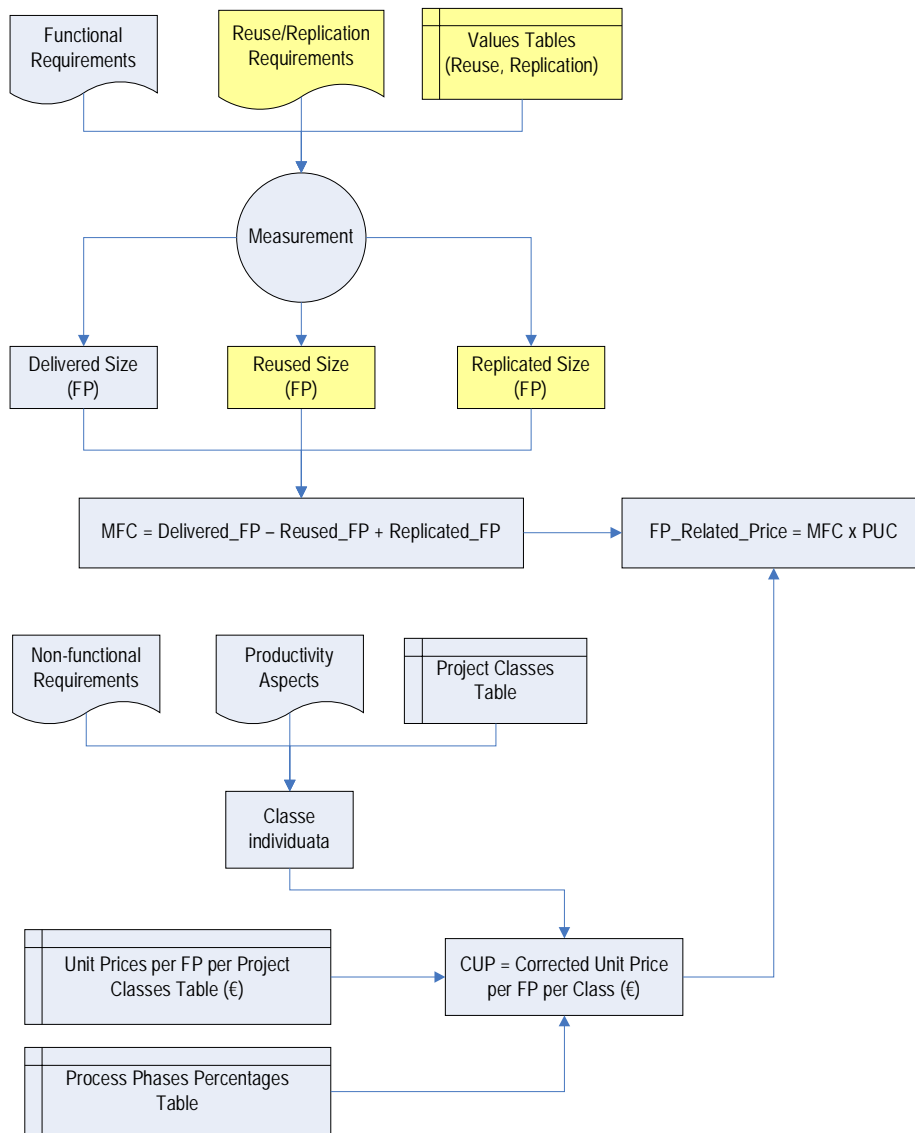 Functional
Requirements
Reuse/Replication
Requirements
Values Tables
(Reuse, Replication)
Measurement
Delivered Size
(FP)
Reused Size
(FP)
Replicated Size
(FP)
MFC = Delivered_FP – Reused_FP + Replicated_FP
FP_Related_Price = MFC x PUC
Non-functional
Requirements
Productivity
Aspects
Project Classes
Table
Classe
individuata
Unit Prices per FP per Project
Classes Table (€)
CUP = Corrected Unit Price
per FP per Class (€)
Process Phases Percentages
Table